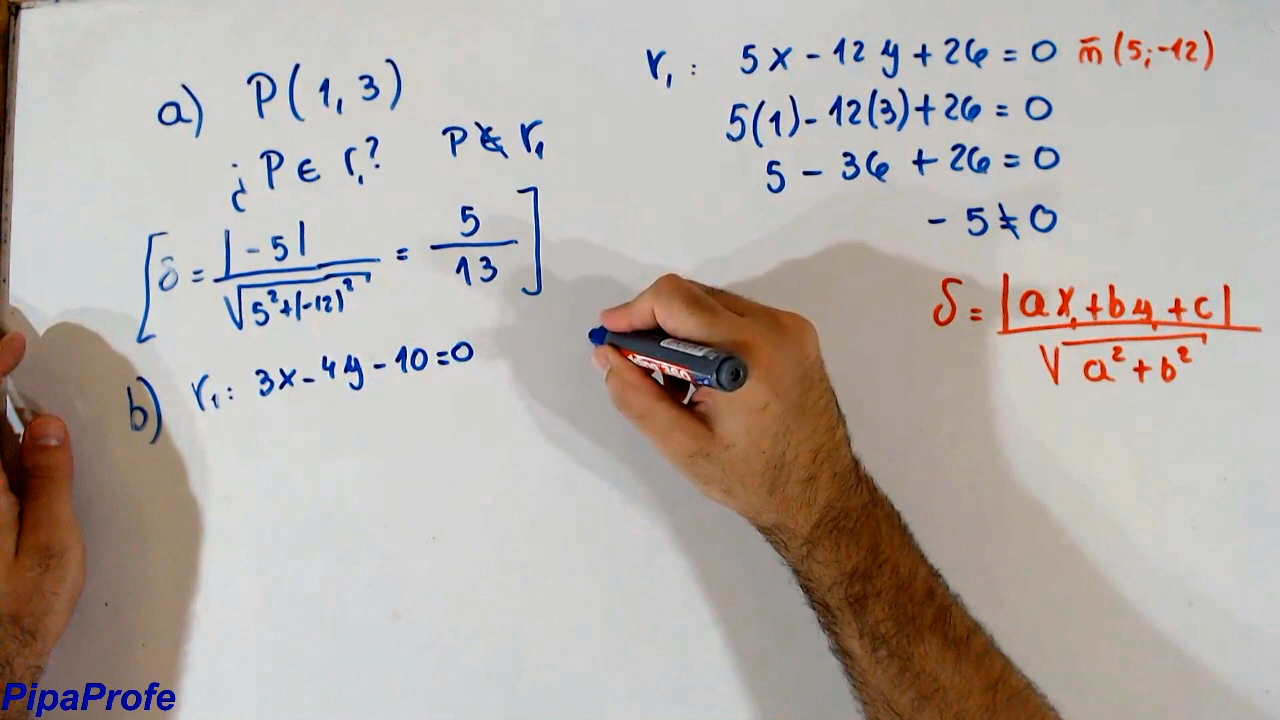 a) P(1,3)
¿P∈ r₁? P∉ r₁
[δ = |-5| / √5²+(-12)² = 5/13]
b) r₁: 3x - 4y - 10 = 0
r₁: 5x - 12y + 26 = 0 n̄(5;-12)
5(1) - 12(3) + 26 = 0
5 - 36 + 26 = 0
- 5 ≠ 0
δ = |ax₁+by₁+c| / √a²+b²
PipaProfe